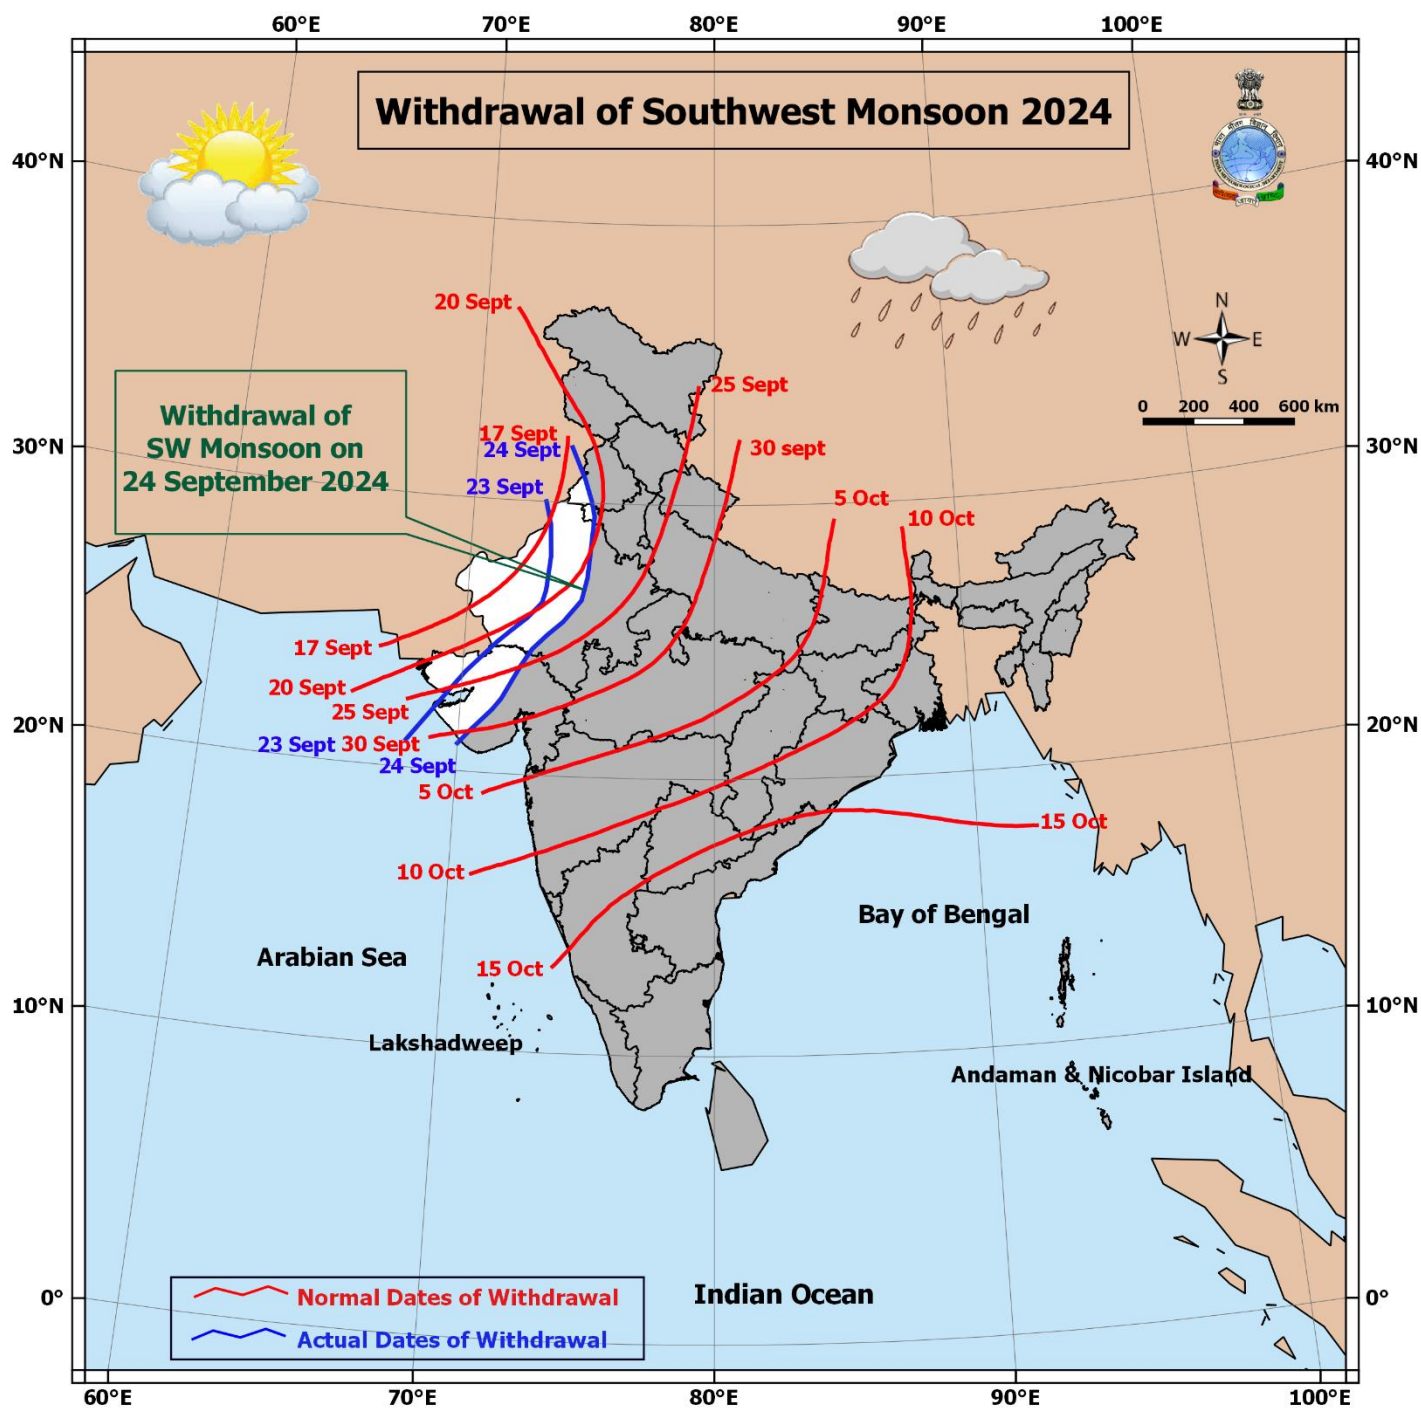 60°E 70°E 80°E 90°E 100°E
Withdrawal of Southwest Monsoon 2024
40°N 40°N
N
W E
S
20 Sept
Withdrawal of
SW Monsoon on
24 September 2024
25 Sept
0 200 400 600 km
17 Sept
24 Sept
30 sept
30°N 30°N
23 Sept
5 Oct
10 Oct
17 Sept
20 Sept
25 Sept
20°N 20°N
23 Sept 30 Sept
24 Sept
5 Oct
15 Oct
10 Oct
Bay of Bengal
Arabian Sea
15 Oct
10°N 10°N
Lakshadweep
Andaman & Nicobar Island
0° 0°
Indian Ocean
Normal Dates of Withdrawal
Actual Dates of Withdrawal
60°E 70°E 80°E 90°E 100°E